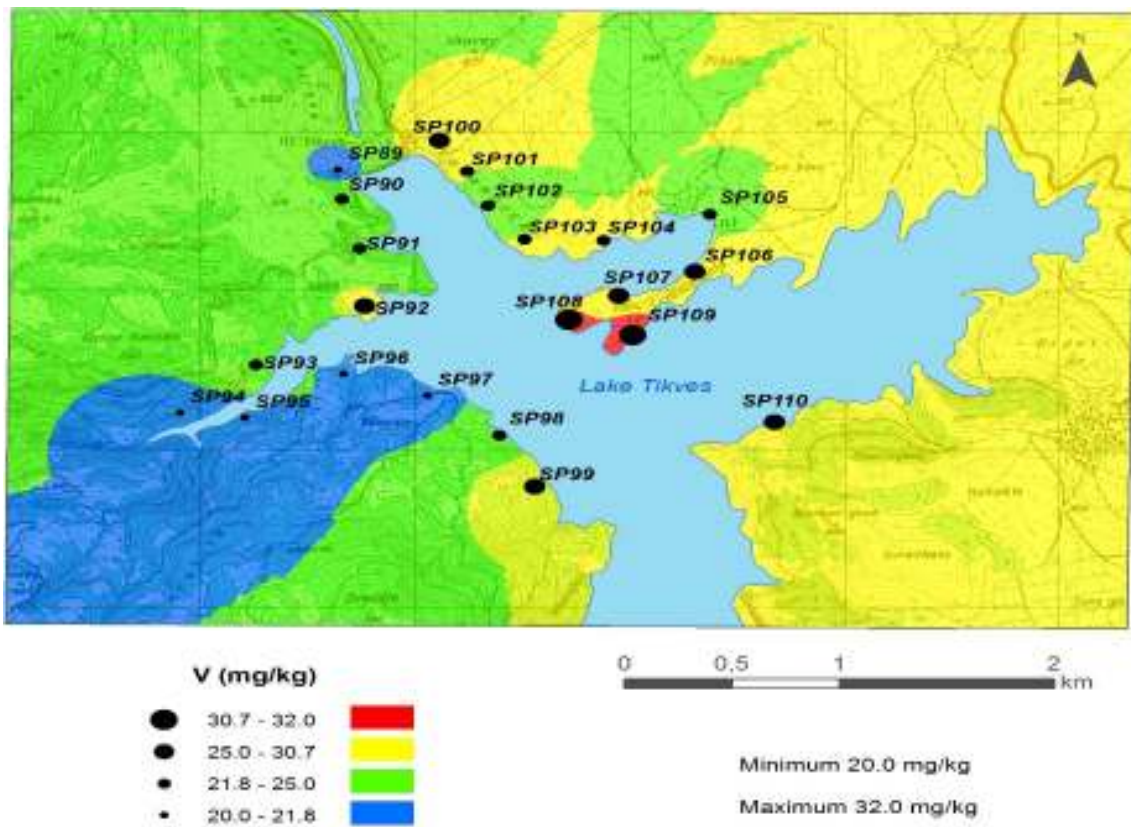 N
SP100
SP89
SP101
SP90
SP102
SP105
SP103
SP104
SP91
SP106
SP107
SP92
SP108
SP109
SP93
SP96
SP94
SP97
Lake Tikves
SP95
SP110
SP98
SP99
V (mg/kg)
30.7 - 32.0
25.0 - 30.7
21.8 - 25.0
20.0 - 21.8
0 0,5 1 2
km
Minimum 20.0 mg/kg
Maximum 32.0 mg/kg